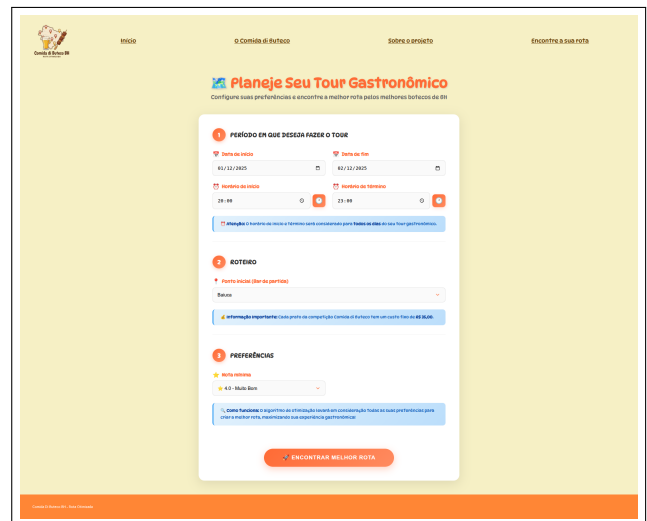 Comida di Buteco BH
Início
O Comida di Buteco
Sobre o projeto
Encontre a sua rota
Planeje Seu Tour Gastronômico
Configure suas preferências e encontre a melhor rota pelos melhores botecos de BH
1 PERÍODO EM QUE DESEJA FAZER O TOUR
Data de início
Data de fim
01/12/2025
02/12/2025
Horário de início
Horário de término
20:00
23:00
Atenção: O horário de início e término será considerado para todos os dias do seu tour gastronômico.
2 ROTEIRO
Ponto Inicial (Bar de partida)
Baiuca
Informação importante: Cada prato da competição Comida di Buteco tem um custo fixo de R$ 35,00.
3 PREFERÊNCIAS
Nota mínima
4.0 - Muito Bom
Como funciona: O algoritmo de otimização levará em consideração todas as suas preferências para
criar a melhor rota, maximizando sua experiência gastronômica!
ENCONTRAR MELHOR ROTA